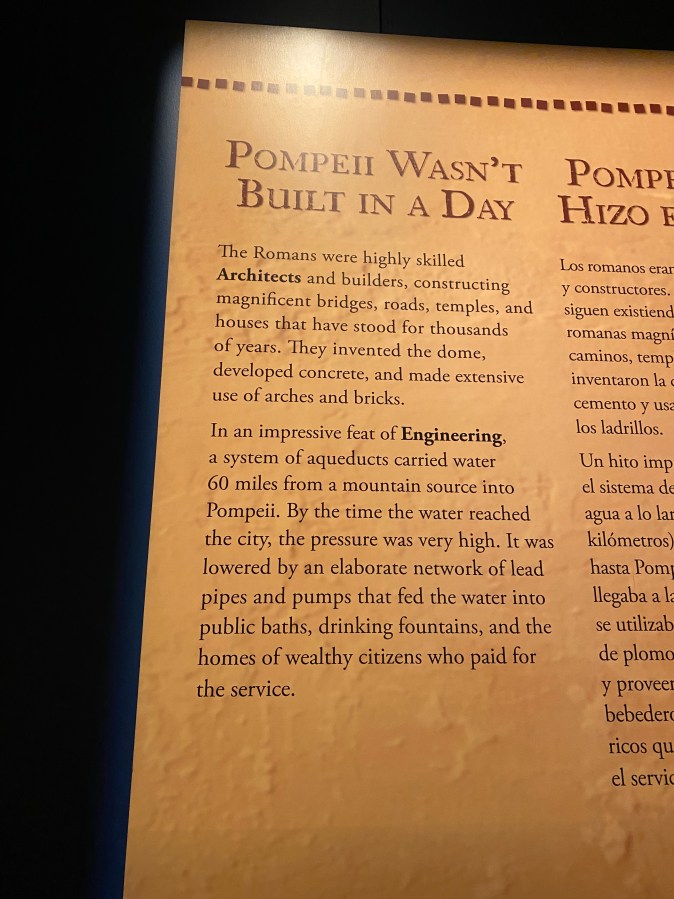 POMPEII WASN'T
BUILT IN A DAY
The Romans were highly skilled
Architects and builders, constructing
magnificent bridges, roads, temples, and
houses that have stood for thousands
of years. They invented the dome,
developed concrete, and made extensive
use of arches and bricks.
In an impressive feat of Engineering,
a system of aqueducts carried water
60 miles from a mountain source into
Pompeii. By the time the water reached
the city, the pressure was very high. It was
lowered by an elaborate network of lead
pipes and pumps that fed the water into
public baths, drinking fountains, and the
homes of wealthy citizens who paid for
the service.
POMPE
HIZO E
Los romanos eran
y constructores.
siguen existiend
romanas magní
caminos, temp
inventaron la
cemento y usa
los ladrillos.
Un hito imp
el sistema de
agua a lo lar
kilómetros)
hasta Pomp
llegaba a la
se utilizab
de plomo
y proveer
bebedero
ricos qu
el servic